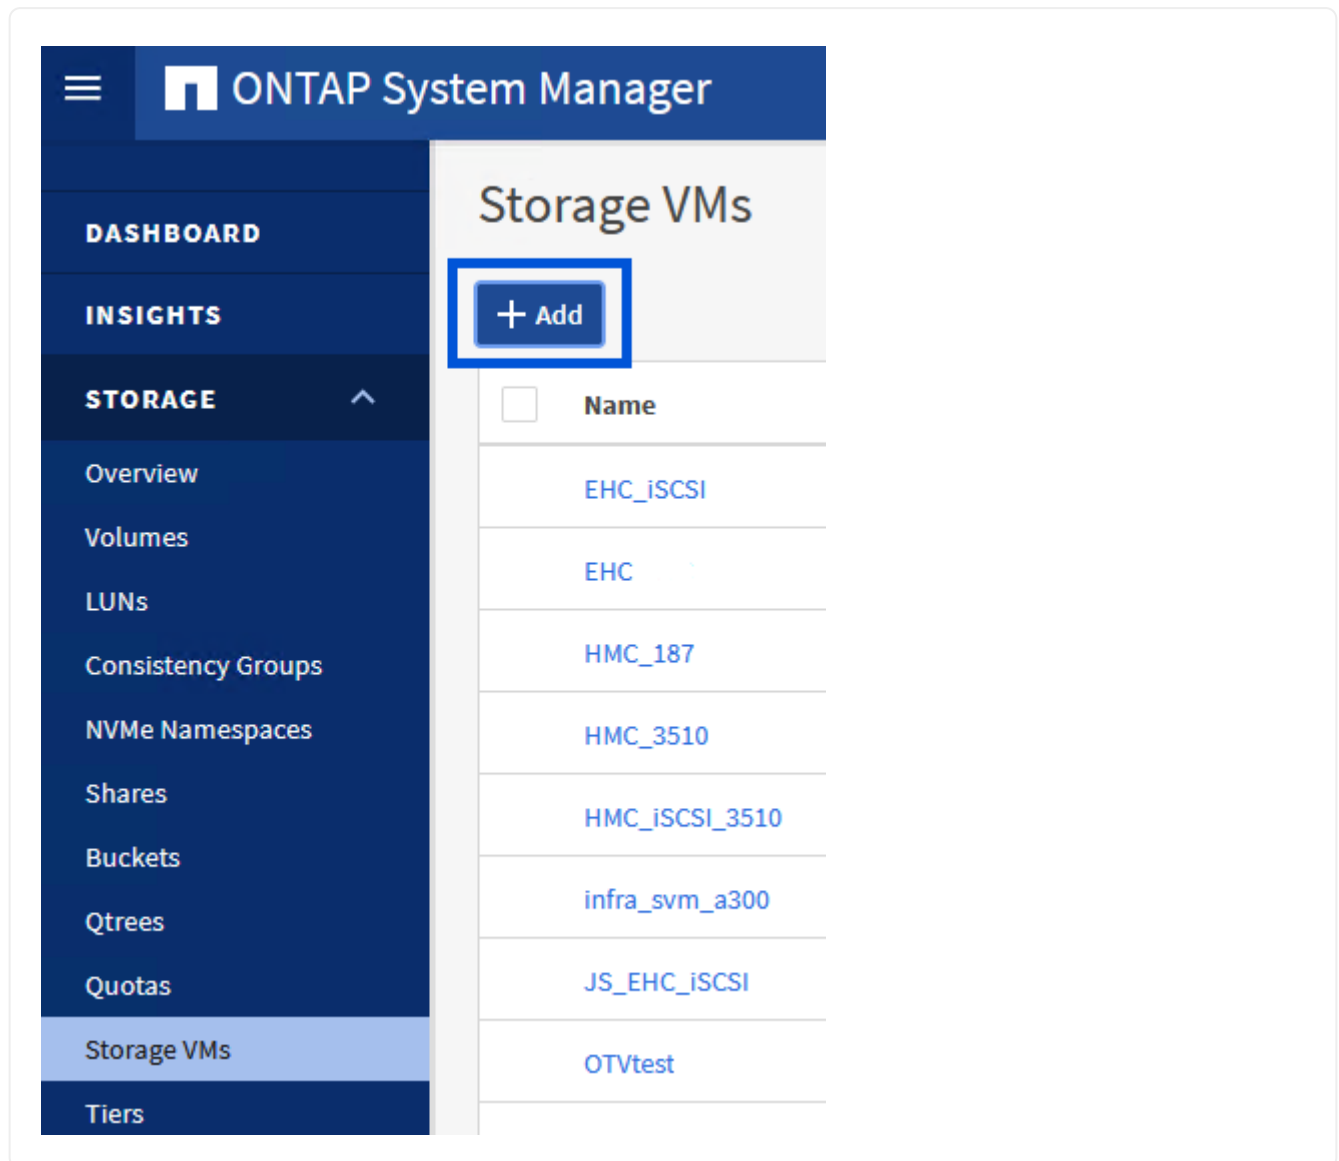 ONTAP System Manager
DASHBOARD
INSIGHTS
STORAGE
Overview
Volumes
LUNs
Consistency Groups
NVMe Namespaces
Shares
Buckets
Qtrees
Quotas
Storage VMs
Tiers
Storage VMs
+ Add
Name
EHC_iSCSI
EHC
HMC_187
HMC_3510
HMC_iSCSI_3510
infra_svm_a300
JS_EHC_iSCSI
OTVtest